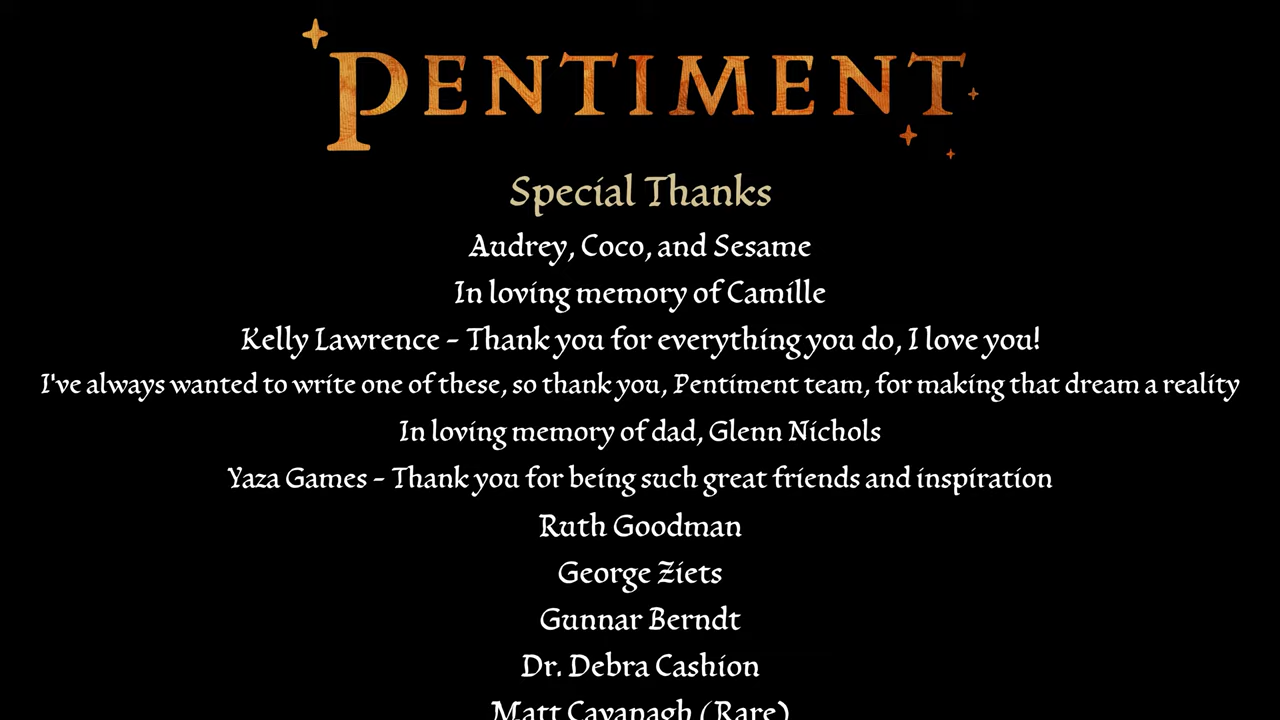 PENTIMENT
Special Thanks
Audrey, Coco, and Sesame
In loving memory of Camille
Kelly Lawrence - Thank you for everything you do, I love you!
I've always wanted to write one of these, so thank you, Pentiment team, for making that dream a reality
In loving memory of dad, Glenn Nichols
Yaza Games - Thank you for being such great friends and inspiration
Ruth Goodman
George Ziets
Gunnar Berndt
Dr. Debra Cashion
Matt Cavanagh (Rare)